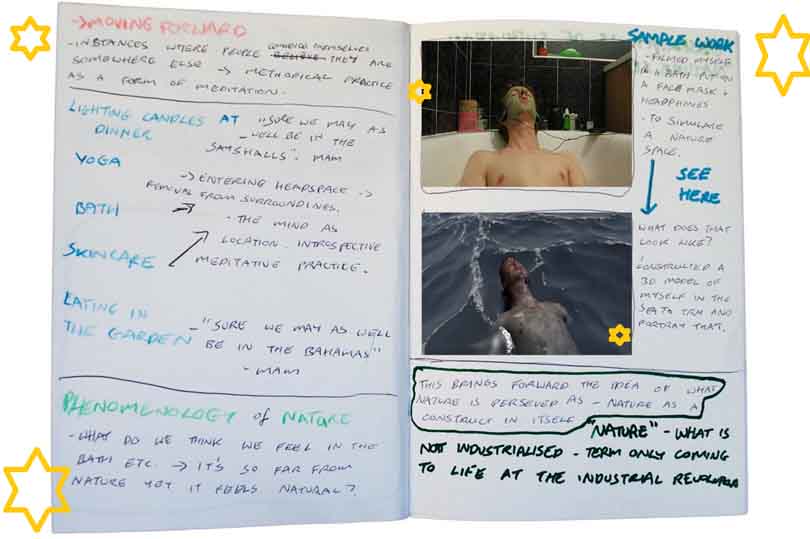 →MOVING FORWARD
- INSTANCES WHERE PEOPLE CONVINCE THEMSELVES BELIEVE THEY ARE
SOMEWHERE ELSE → METHODICAL PRACTICE
AS A FORM OF MEDITATION.
LIGHTING CANDLES AT DINNER
- "SURE WE MAY AS
WELL BE IN THE
". MAM
YOGA
→ ENTERING HEADSPACE →
REMOVAL FROM SURROUNDINGS.
BATH →
- THE MIND AS
LOCATION. INTROSPECTIVE
MEDITATIVE PRACTICE.
SKINCARE
EATING IN
THE GARDEN
- "SURE WE MAY AS WELL
BE IN THE BAHAMAS"
- MAM
PHENOMENOLOGY of NATURE
- WHAT DO WE THINK WE FEEL IN THE
BATH ETC. → IT'S SO FAR FROM
NATURE YET IT FEELS NATURAL?
SAMPLE WORK
- FILMED MYSELF
IN A BATH PUT ON
A FACE MASK +
HEADPHONES
- TO SIMULATE
A NATURE
SPACE.
SEE
HERE
WHAT DOES THAT
LOOK LIKE?
I CONSTRUCTED A
3D MODEL OF
MYSELF IN THE
SEA TO TRY AND
PORTRAY THAT.
THIS BRINGS FORWARD THE IDEA OF WHAT
NATURE IS PERSEVED AS - NATURE AS A
CONSTRUCT IN ITSELF
"NATURE" - WHAT IS
NOT INDUSTRIALISED - TERM ONLY COMING
TO LIFE AT THE INDUSTRIAL